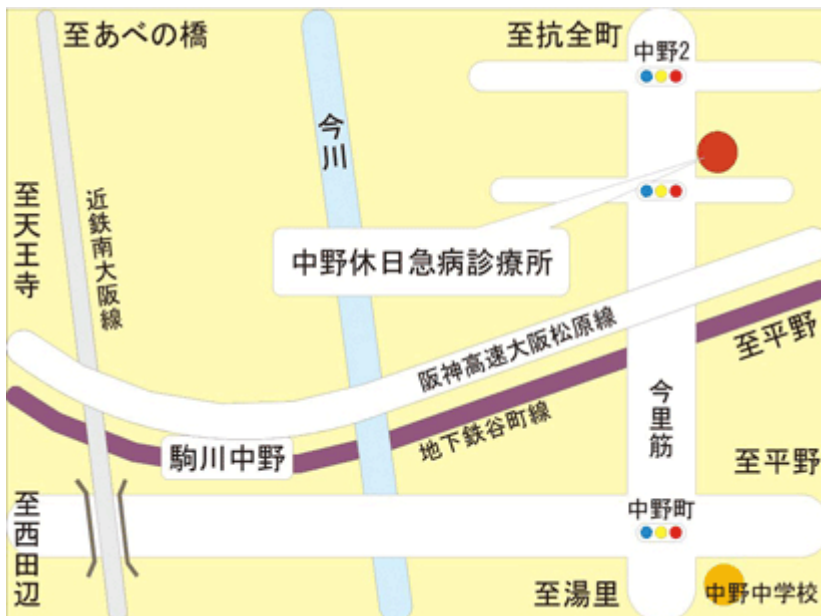 至あべの橋
至抗全町
中野2
今川
至天王寺
近鉄南大阪線
中野休日急病診療所
阪神高速大阪松原線
至平野
地下鉄谷町線
今里筋
駒川中野
至平野
至西田辺
中野町
至湯里
中野中学校